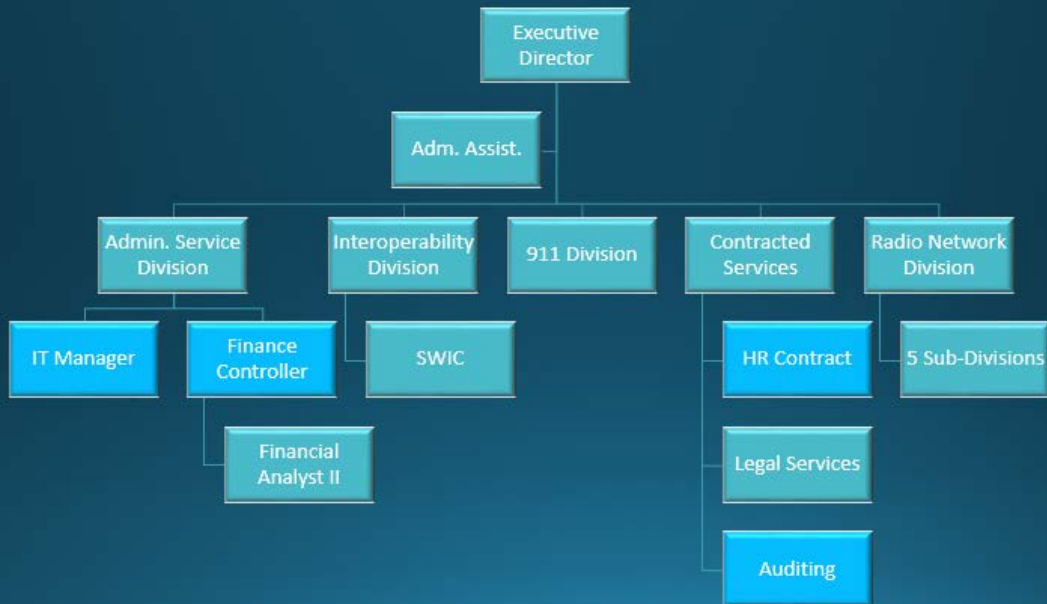 Executive
Director
Adm. Assist.
Admin. Service
Division
Interoperability
Division
911 Division
Contracted
Services
Radio Network
Division
IT Manager
Finance
Controller
SWIC
HR Contract
5 Sub-Divisions
Financial
Analyst II
Legal Services
Auditing